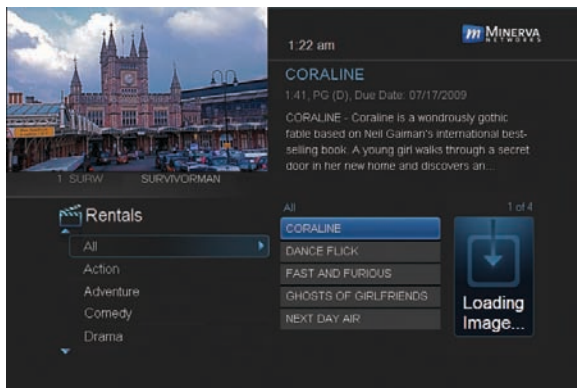 1:22 am
MINERVA
NETWORKS
CORALINE
1:41, PG (D), Due Date: 07/17/2009
CORALINE - Coraline is a wondrously gothic
fable based on Neil Gaiman's international best-
selling book. A young girl walks through a secret
door in her new home and discovers an...
1 SURW SURVIVORMAN
Rentals
All
Action
Adventure
Comedy
Drama
All 1 of 4
CORALINE
DANCE FLICK
FAST AND FURIOUS
GHOSTS OF GIRLFRIENDS
NEXT DAY AIR
Loading
Image...